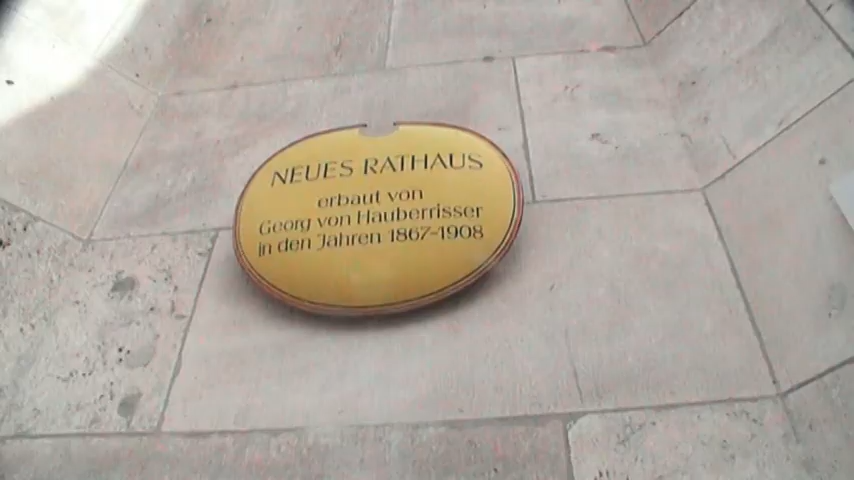 NEUES RATHAUS
erbaut von
Georg von Hauberrisser
in den Jahren 1867-1908